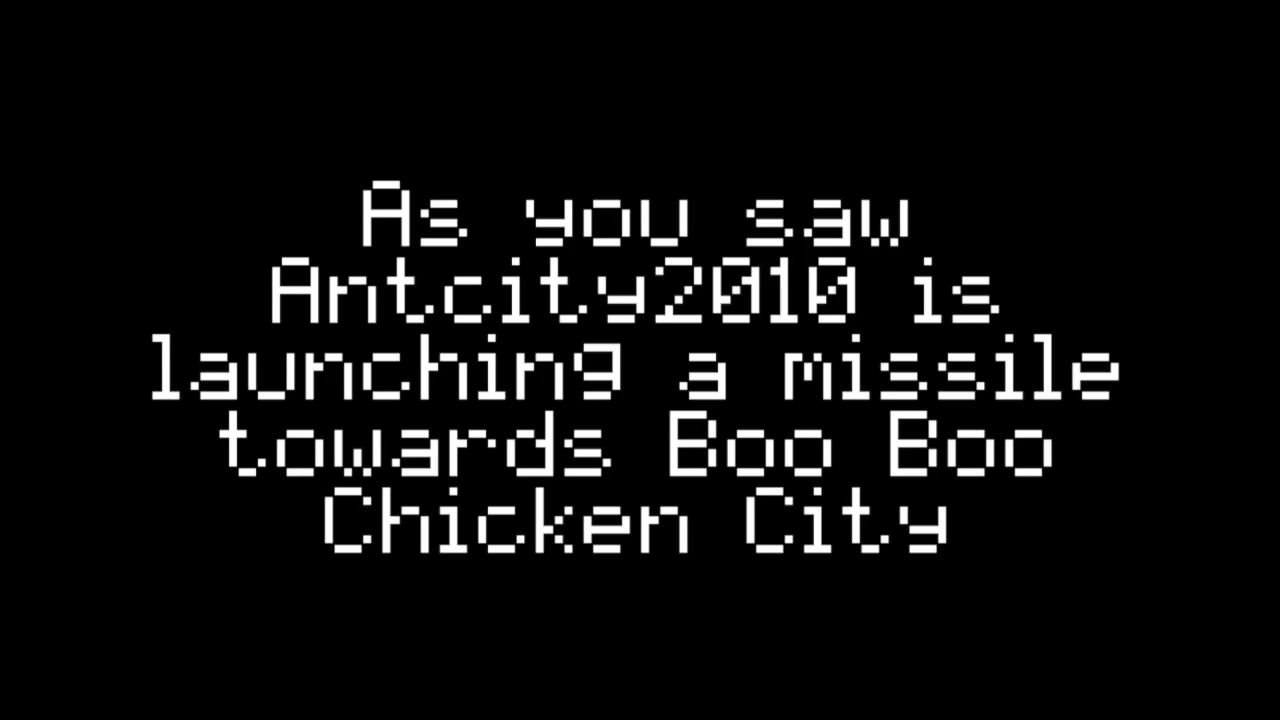 As you saw
Antcity2010 is
launching a missile
towards Boo Boo
Chicken City